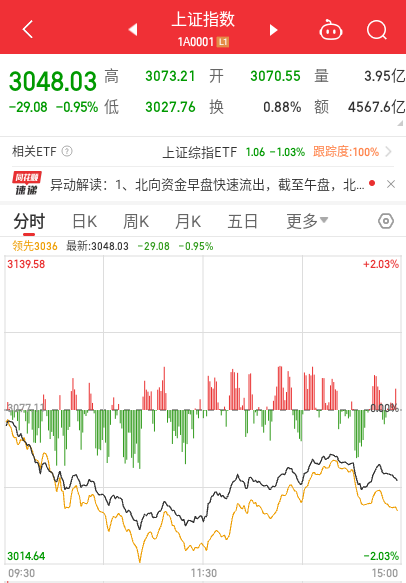 上证指数
1A0001 L1
3048.03
-29.08 -0.95%
高 3073.21 开 3070.55 量 3.95亿
低 3027.76 换 0.88% 额 4567.6亿
相关ETF ? 上证综指ETF 1.06 -1.03% 跟踪度:100%
同花顺 速递 异动解读：1、北向资金早盘快速流出，截至午盘，北...
分时 日K 周K 月K 五日 更多
领先3036 最新:3048.03 -29.08 -0.95%
3139.58 +2.03%
3077.11 0.00%
3014.64 -2.03%
09:30 11:30 15:00